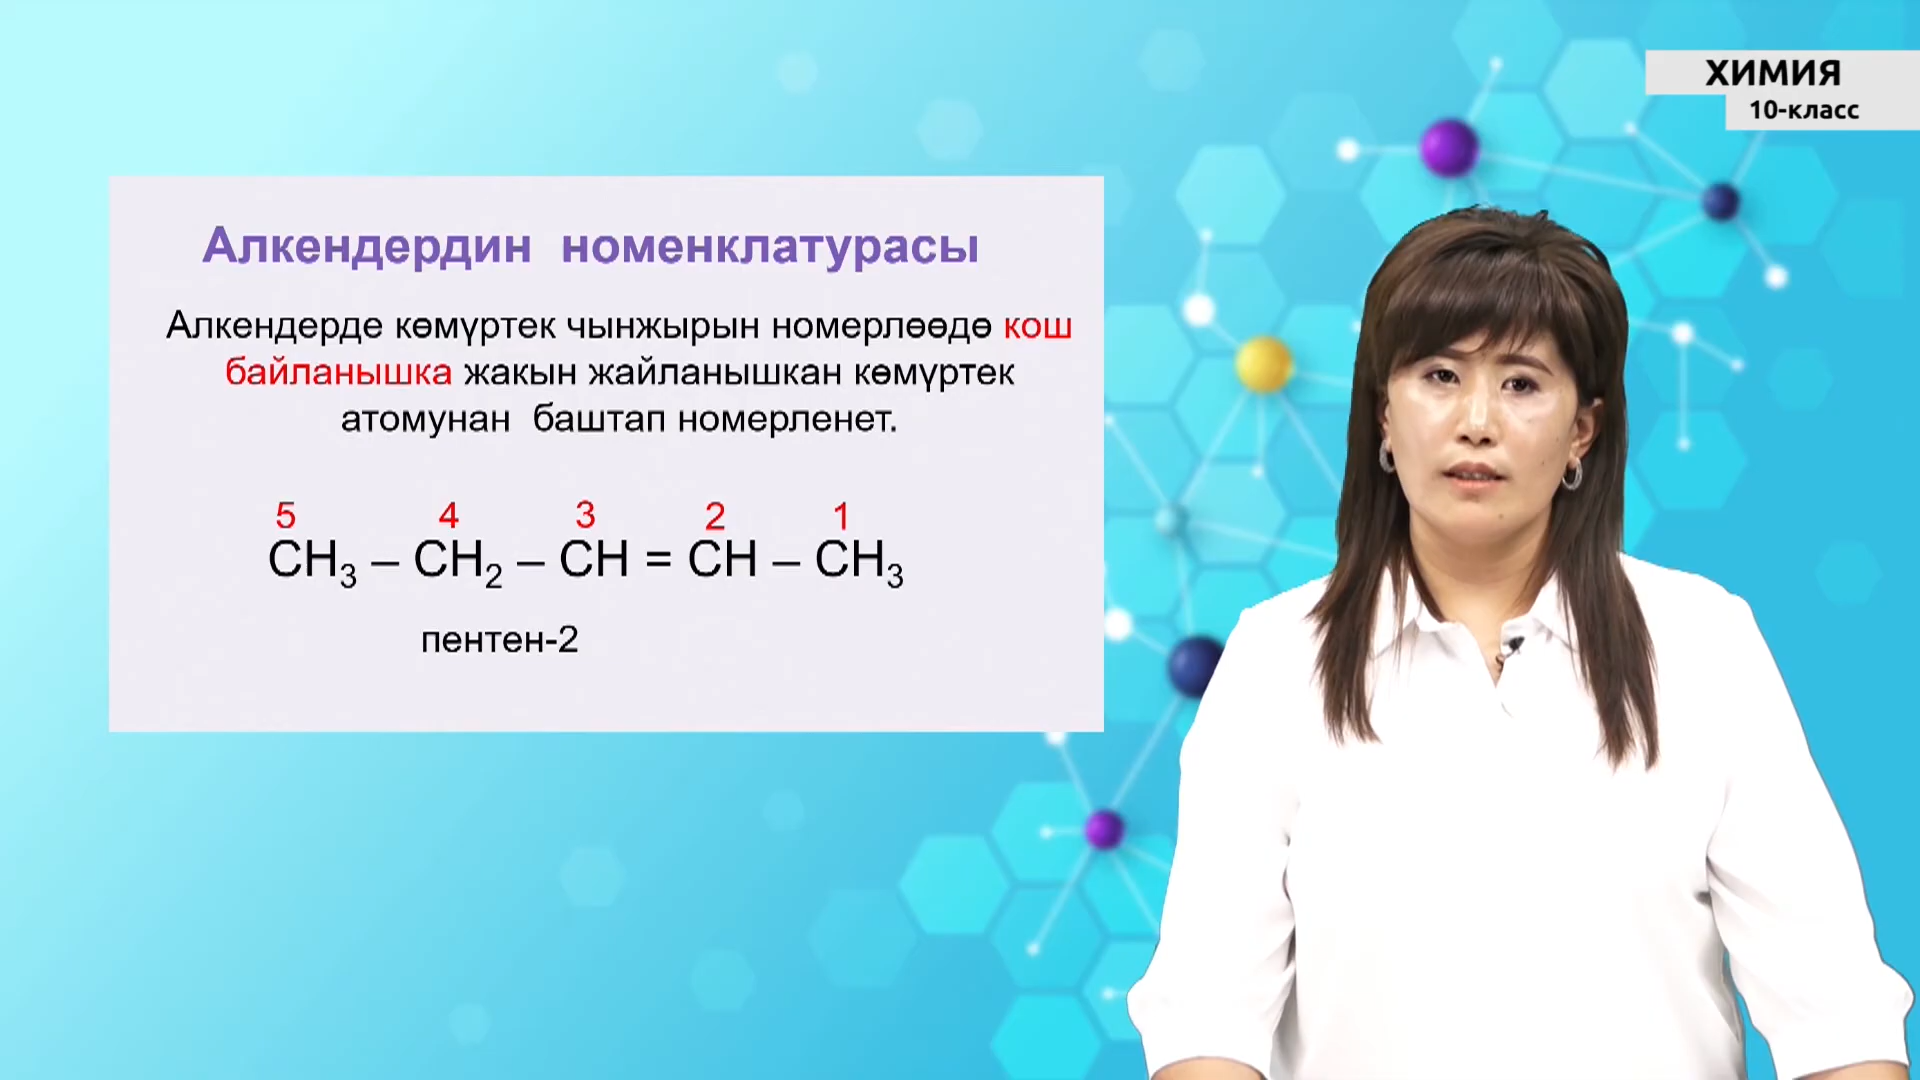 ХИМИЯ
10-класс
Алкендердин номенклатурасы
Алкендерде көмүртек чынжырын номерлөөдө кош
байланышка жакын жайланышкан көмүртек
атомунан баштап номерленет.
5 4 3 2 1
CH₃ – CH₂ – CH = CH – CH₃
пентен-2